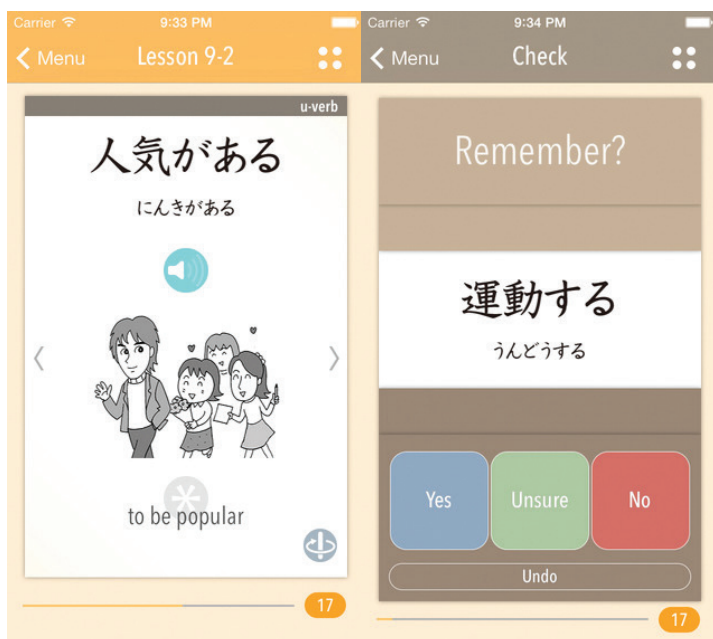 Carrier 9:33 PM
Menu Lesson 9-2
u-verb
人気がある
にんきがある
to be popular
17
Carrier 9:34 PM
Menu Check
Remember?
運動する
うんどうする
Yes Unsure No
Undo
17